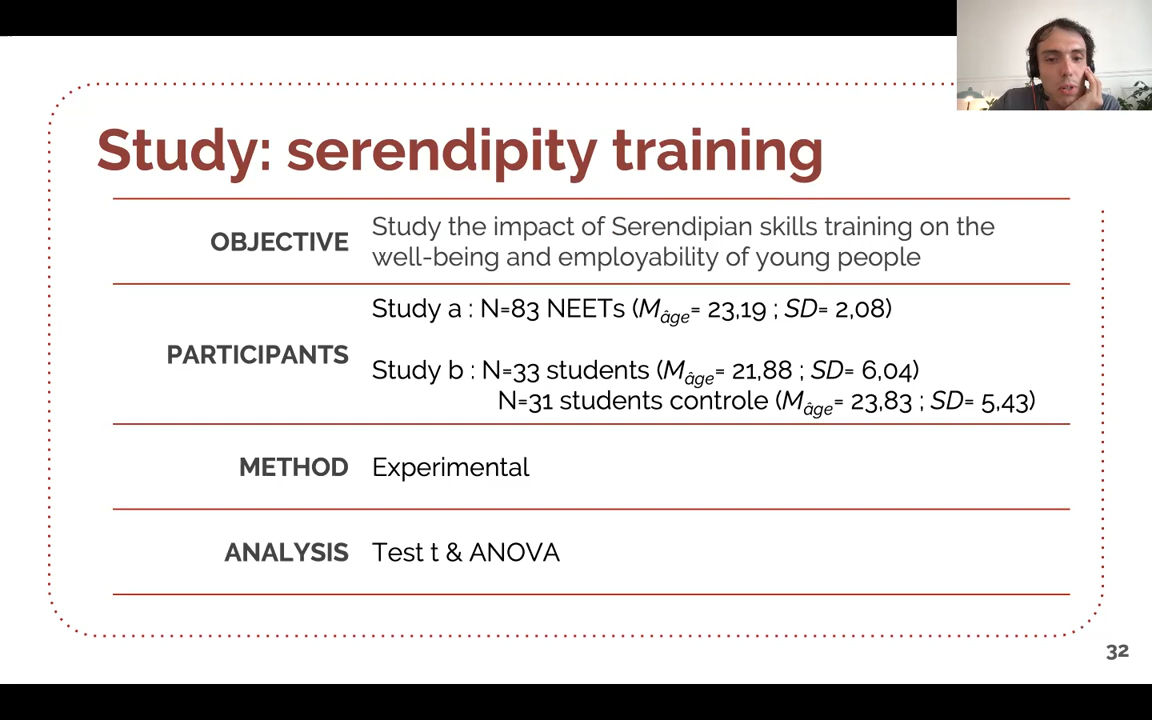 Study: serendipity training
OBJECTIVE
Study the impact of Serendipian skills training on the
well-being and employability of young people
PARTICIPANTS
Study a : N=83 NEETs (Mâge= 23,19 ; SD= 2,08)
Study b : N=33 students (Mâge= 21,88 ; SD= 6,04)
N=31 students controle (Mâge= 23,83 ; SD= 5,43)
METHOD
Experimental
ANALYSIS
Test t & ANOVA
32